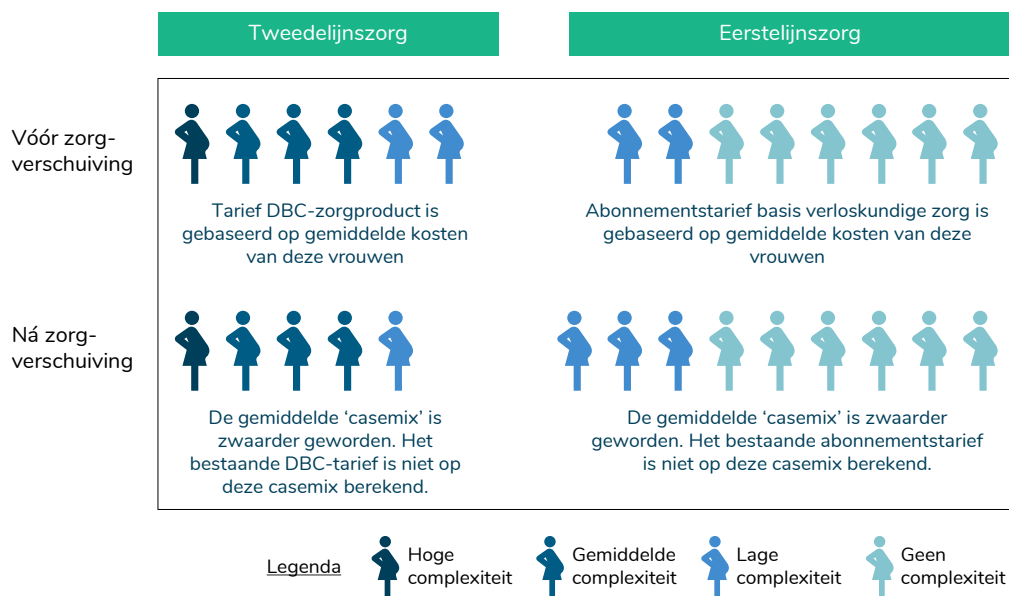 Tweedelijnszorg
Eerstelijnszorg
Vóór zorg-
verschuiving
Tarief DBC-zorgproduct is
gebaseerd op gemiddelde kosten
van deze vrouwen
Abonnementstarief basis verloskundige zorg is
gebaseerd op gemiddelde kosten van deze
vrouwen
Ná zorg-
verschuiving
De gemiddelde ‘casemix’ is
zwaarder geworden. Het
bestaande DBC-tarief is niet op
deze casemix berekend.
De gemiddelde ‘casemix’ is zwaarder
geworden. Het bestaande abonnementstarief
is niet op deze casemix berekend.
Legenda
Hoge
complexiteit
Gemiddelde
complexiteit
Lage
complexiteit
Geen
complexiteit